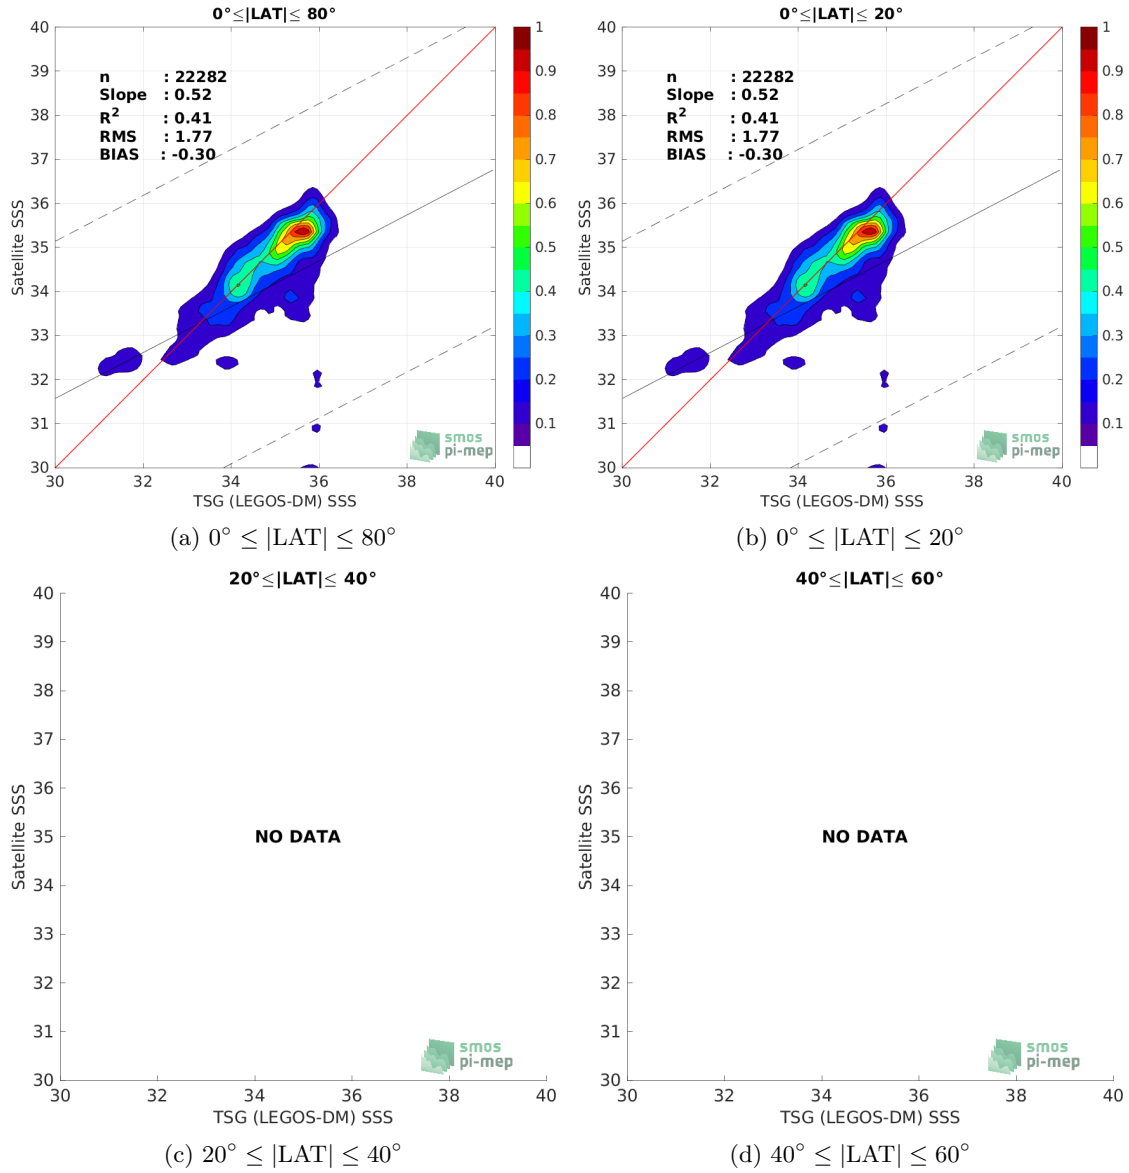 0°≤|LAT|≤ 80°
40
39
38
37
36
35
34
33
32
31
30
Satellite SSS
n : 22282
Slope : 0.52
R² : 0.41
RMS : 1.77
BIAS : -0.30
smos
pi-mep
30 32 34 36 38 40
TSG (LEGOS-DM) SSS
1
0.9
0.8
0.7
0.6
0.5
0.4
0.3
0.2
0.1
(a) 0° ≤ |LAT| ≤ 80°
0°≤|LAT|≤ 20°
40
39
38
37
36
35
34
33
32
31
30
Satellite SSS
n : 22282
Slope : 0.52
R² : 0.41
RMS : 1.77
BIAS : -0.30
smos
pi-mep
30 32 34 36 38 40
TSG (LEGOS-DM) SSS
1
0.9
0.8
0.7
0.6
0.5
0.4
0.3
0.2
0.1
(b) 0° ≤ |LAT| ≤ 20°
20°≤|LAT|≤ 40°
40
39
38
37
36
35
34
33
32
31
30
Satellite SSS
NO DATA
smos
pi-mep
30 32 34 36 38 40
TSG (LEGOS-DM) SSS
(c) 20° ≤ |LAT| ≤ 40°
40°≤|LAT|≤ 60°
40
39
38
37
36
35
34
33
32
31
30
Satellite SSS
NO DATA
smos
pi-mep
30 32 34 36 38 40
TSG (LEGOS-DM) SSS
(d) 40° ≤ |LAT| ≤ 60°